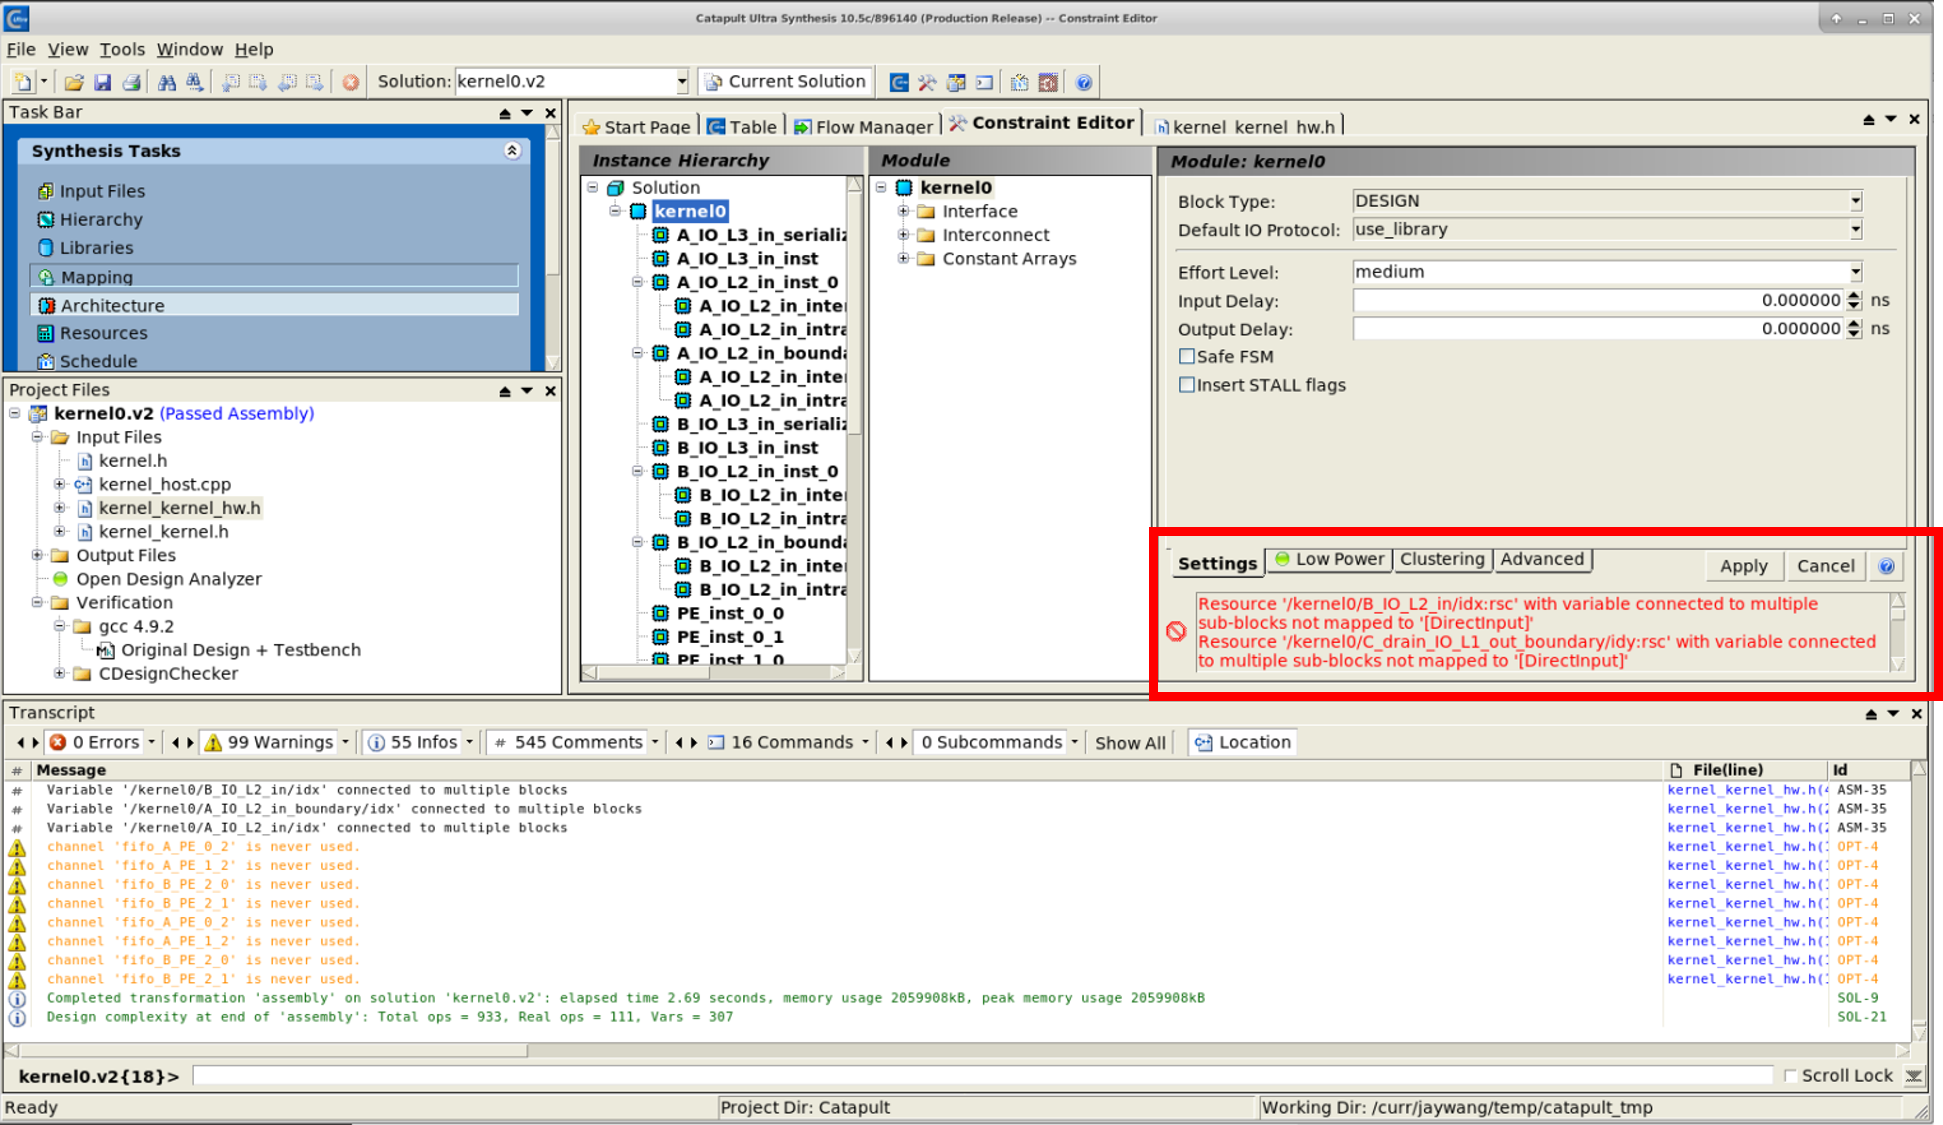 Catapult Ultra Synthesis 10.5c/896140 (Production Release) -- Constraint Editor
File View Tools Window Help
Solution: kernel0.v2 Current Solution
Task Bar
Synthesis Tasks
Input Files
Hierarchy
Libraries
Mapping
Architecture
Resources
Schedule
Project Files
kernel0.v2 (Passed Assembly)
Input Files
kernel.h
kernel_host.cpp
kernel_kernel_hw.h
kernel_kernel.h
Output Files
Open Design Analyzer
Verification
gcc 4.9.2
Original Design + Testbench
CDesignChecker
Start Page Table Flow Manager Constraint Editor kernel_kernel_hw.h
Instance Hierarchy
Solution
kernel0
A_IO_L3_in_serializ
A_IO_L3_in_inst
A_IO_L2_in_inst_0
A_IO_L2_in_inter
A_IO_L2_in_intra
A_IO_L2_in_bounda
A_IO_L2_in_inter
A_IO_L2_in_intra
B_IO_L3_in_serializ
B_IO_L3_in_inst
B_IO_L2_in_inst_0
B_IO_L2_in_inter
B_IO_L2_in_intra
B_IO_L2_in_bounda
B_IO_L2_in_inter
B_IO_L2_in_intra
PE_inst_0_0
PE_inst_0_1
PE_inst_1_0
Module
kernel0
Interface
Interconnect
Constant Arrays
Module: kernel0
Block Type: DESIGN
Default IO Protocol: use_library
Effort Level: medium
Input Delay: 0.000000 ns
Output Delay: 0.000000 ns
Safe FSM
Insert STALL flags
Settings Low Power Clustering Advanced Apply Cancel
Resource '/kernel0/B_IO_L2_in/idx:rsc' with variable connected to multiple
sub-blocks not mapped to '[DirectInput]'
Resource '/kernel0/C_drain_IO_L1_out_boundary/idy:rsc' with variable connected
to multiple sub-blocks not mapped to '[DirectInput]'
Transcript
0 Errors 99 Warnings 55 Infos # 545 Comments 16 Commands 0 Subcommands Show All Location
# Message File(line) Id
# Variable '/kernel0/B_IO_L2_in/idx' connected to multiple blocks kernel_kernel_hw.h(4 ASM-35
# Variable '/kernel0/A_IO_L2_in_boundary/idx' connected to multiple blocks kernel_kernel_hw.h(2 ASM-35
# Variable '/kernel0/A_IO_L2_in/idx' connected to multiple blocks kernel_kernel_hw.h(2 ASM-35
channel 'fifo_A_PE_0_2' is never used. kernel_kernel_hw.h(1 OPT-4
channel 'fifo_A_PE_1_2' is never used. kernel_kernel_hw.h(1 OPT-4
channel 'fifo_B_PE_2_0' is never used. kernel_kernel_hw.h(1 OPT-4
channel 'fifo_B_PE_2_1' is never used. kernel_kernel_hw.h(1 OPT-4
channel 'fifo_A_PE_0_2' is never used. kernel_kernel_hw.h(1 OPT-4
channel 'fifo_A_PE_1_2' is never used. kernel_kernel_hw.h(1 OPT-4
channel 'fifo_B_PE_2_0' is never used. kernel_kernel_hw.h(1 OPT-4
channel 'fifo_B_PE_2_1' is never used. kernel_kernel_hw.h(1 OPT-4
Completed transformation 'assembly' on solution 'kernel0.v2': elapsed time 2.69 seconds, memory usage 2059908kB, peak memory usage 2059908kB SOL-9
Design complexity at end of 'assembly': Total ops = 933, Real ops = 111, Vars = 307 SOL-21
kernel0.v2{18}> Scroll Lock
Ready Project Dir: Catapult Working Dir: /curr/jaywang/temp/catapult_tmp